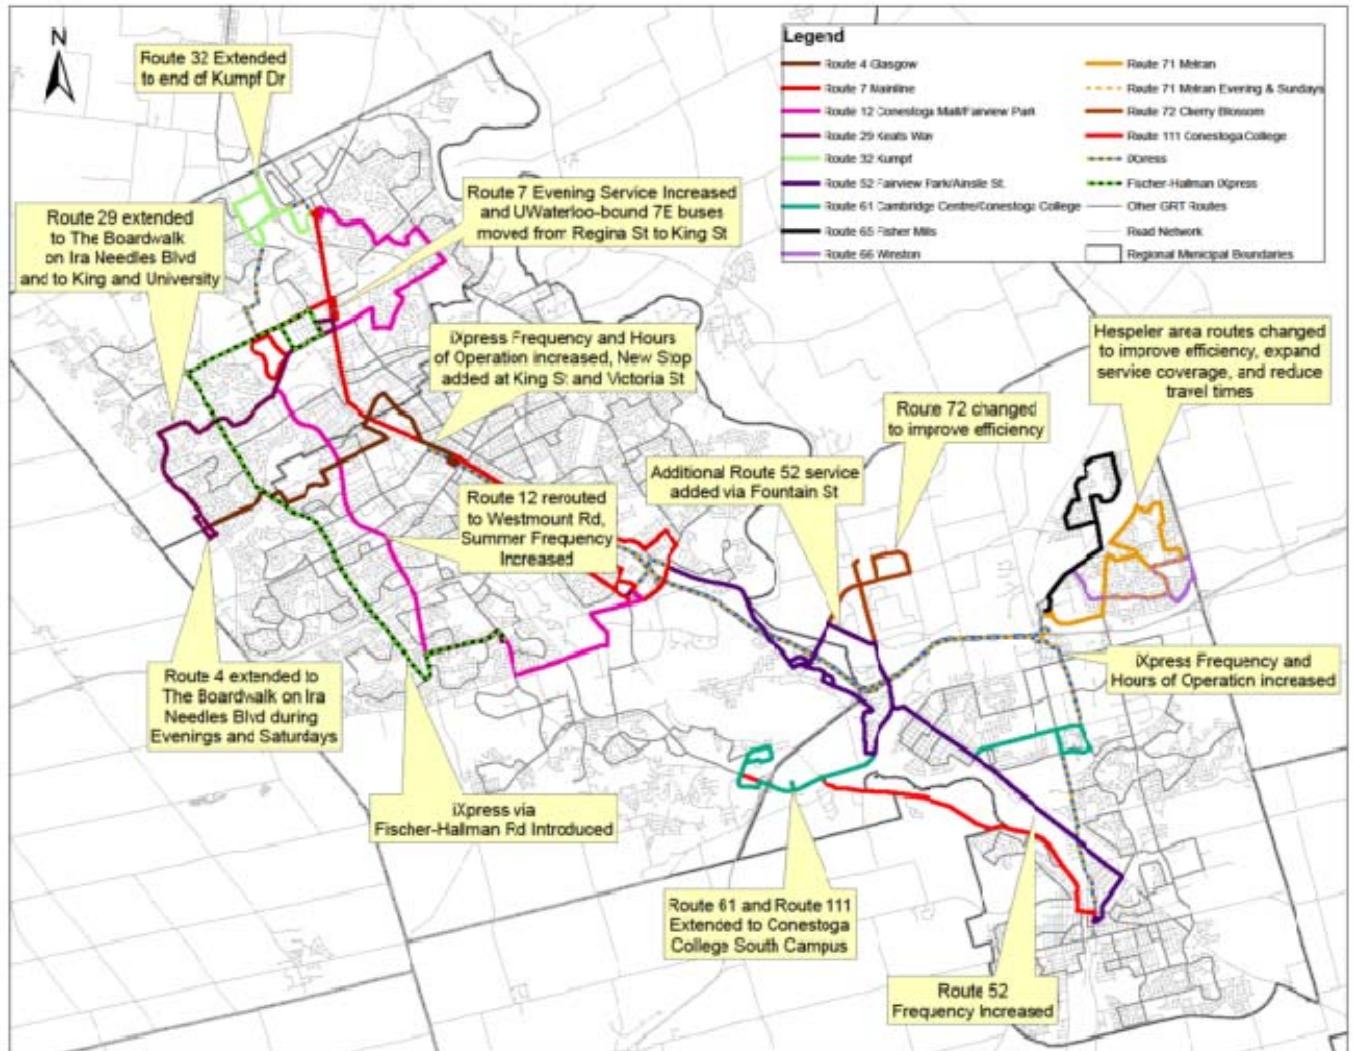 N
Route 32 Extended
to end of Kumpf Dr
Legend
Route 4 Glasgow
Route 7 Mainline
Route 12 Conestoga Mall/Fairview Park
Route 29 Keats Way
Route 32 Kumpf
Route 52 Fairview Park/Ainslie St.
Route 61 Cambridge Centre/Conestoga College
Route 65 Fisher Mills
Route 66 Winston
Route 71 Melran
Route 71 Melran Evening & Sundays
Route 72 Cherry Blossom
Route 111 Conestoga College
iXpress
Fischer-Hallman iXpress
Other GRT Routes
Road Network
Regional Municipal Boundaries
Route 29 extended
to The Boardwalk
on Ira Needles Blvd
and to King and University
Route 7 Evening Service Increased
and UWaterloo-bound 7E buses
moved from Regina St to King St
iXpress Frequency and Hours
of Operation increased, New Stop
added at King St and Victoria St
Hespeler area routes changed
to improve efficiency, expand
service coverage, and reduce
travel times
Route 72 changed
to improve efficiency
Additional Route 52 service
added via Fountain St
Route 12 rerouted
to Westmount Rd,
Summer Frequency
Increased
Route 4 extended to
The Boardwalk on Ira
Needles Blvd during
Evenings and Saturdays
iXpress Frequency and
Hours of Operation increased
iXpress via
Fischer-Hallman Rd Introduced
Route 61 and Route 111
Extended to Conestoga
College South Campus
Route 52
Frequency Increased